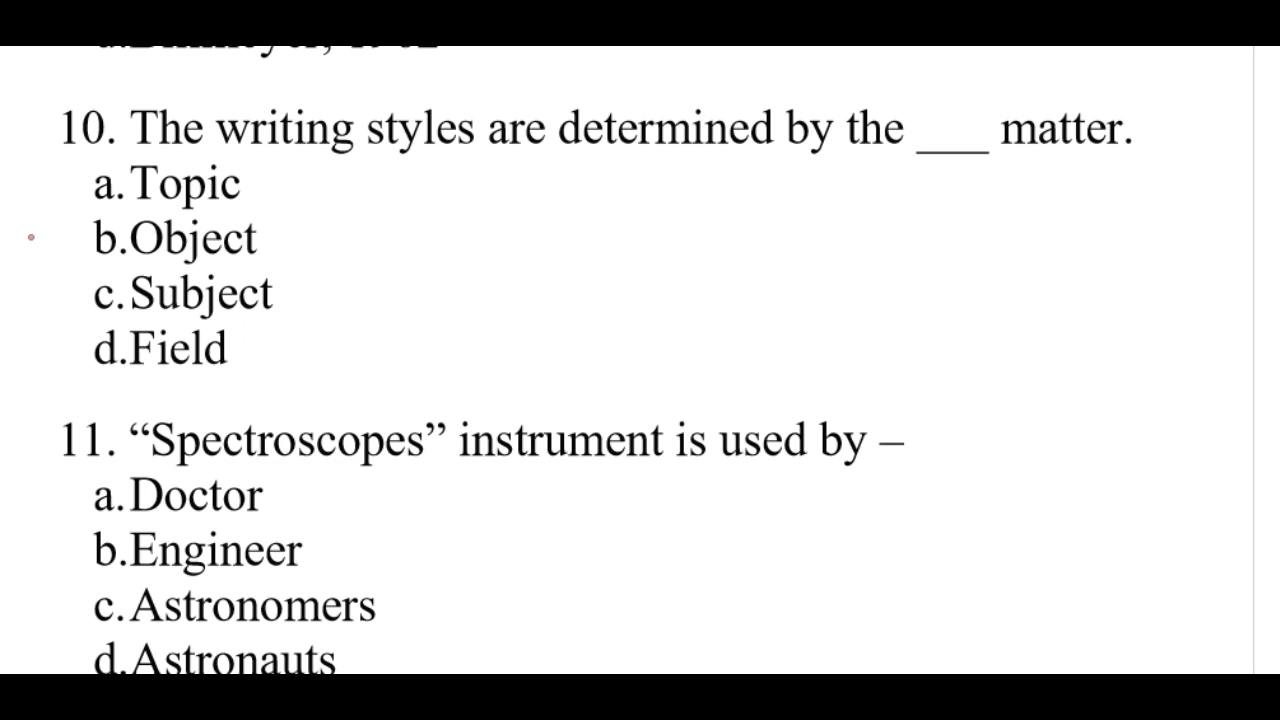 10. The writing styles are determined by the ___ matter.
a. Topic
b. Object
c. Subject
d. Field
11. “Spectroscopes” instrument is used by –
a. Doctor
b. Engineer
c. Astronomers
d. Astronauts